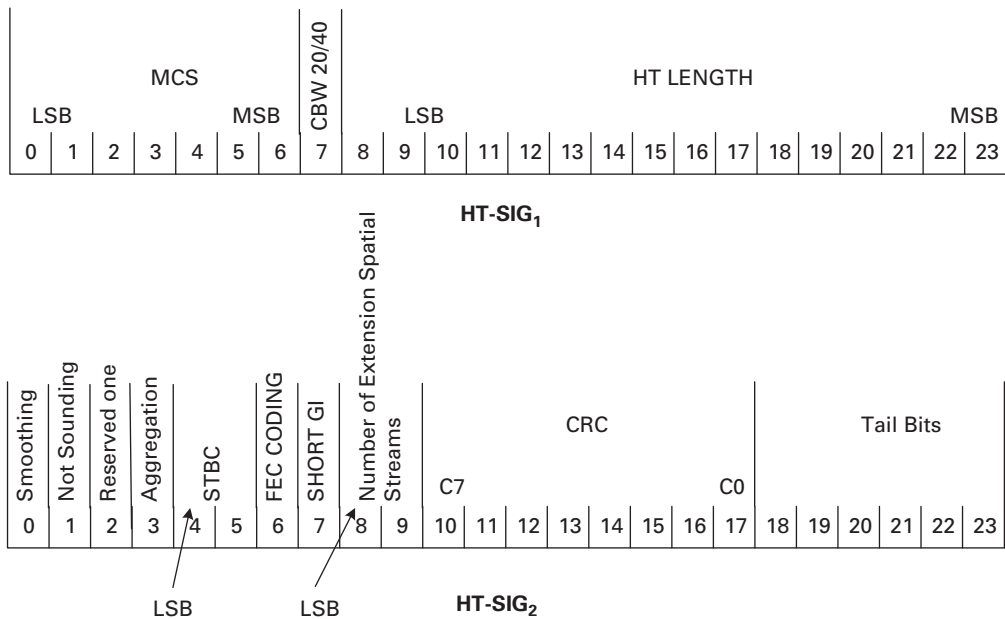 MCS
CBW 20/40
HT LENGTH
LSB MSB LSB MSB
0 1 2 3 4 5 6 7 8 9 10 11 12 13 14 15 16 17 18 19 20 21 22 23
HT-SIG1
Smoothing
Not Sounding
Reserved one
Aggregation
STBC
FEC CODING
SHORT GI
Number of Extension Spatial
Streams
CRC
C7 C0
Tail Bits
0 1 2 3 4 5 6 7 8 9 10 11 12 13 14 15 16 17 18 19 20 21 22 23
LSB LSB
HT-SIG2